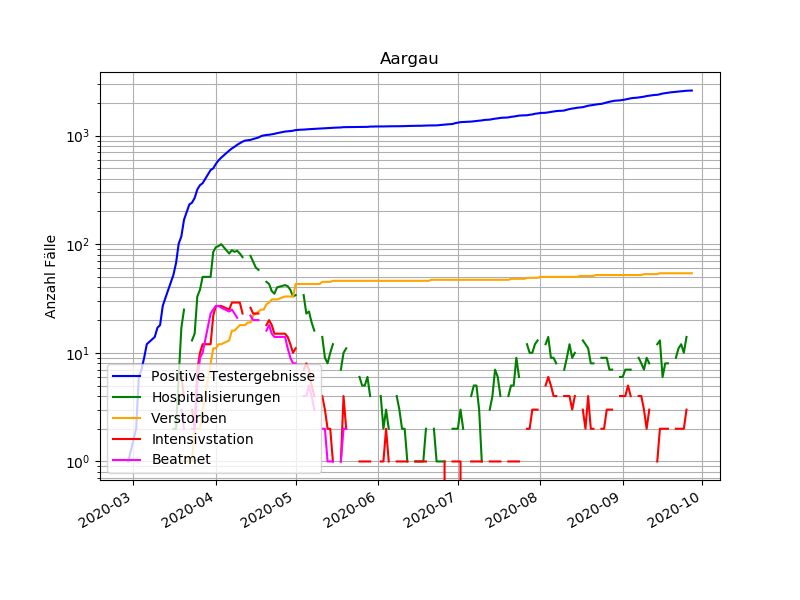 Aargau
Anzahl Fälle
10³
10²
10¹
10⁰
Positive Testergebnisse
Hospitalisierungen
Verstorben
Intensivstation
Beatmet
2020-03
2020-04
2020-05
2020-06
2020-07
2020-08
2020-09
2020-10